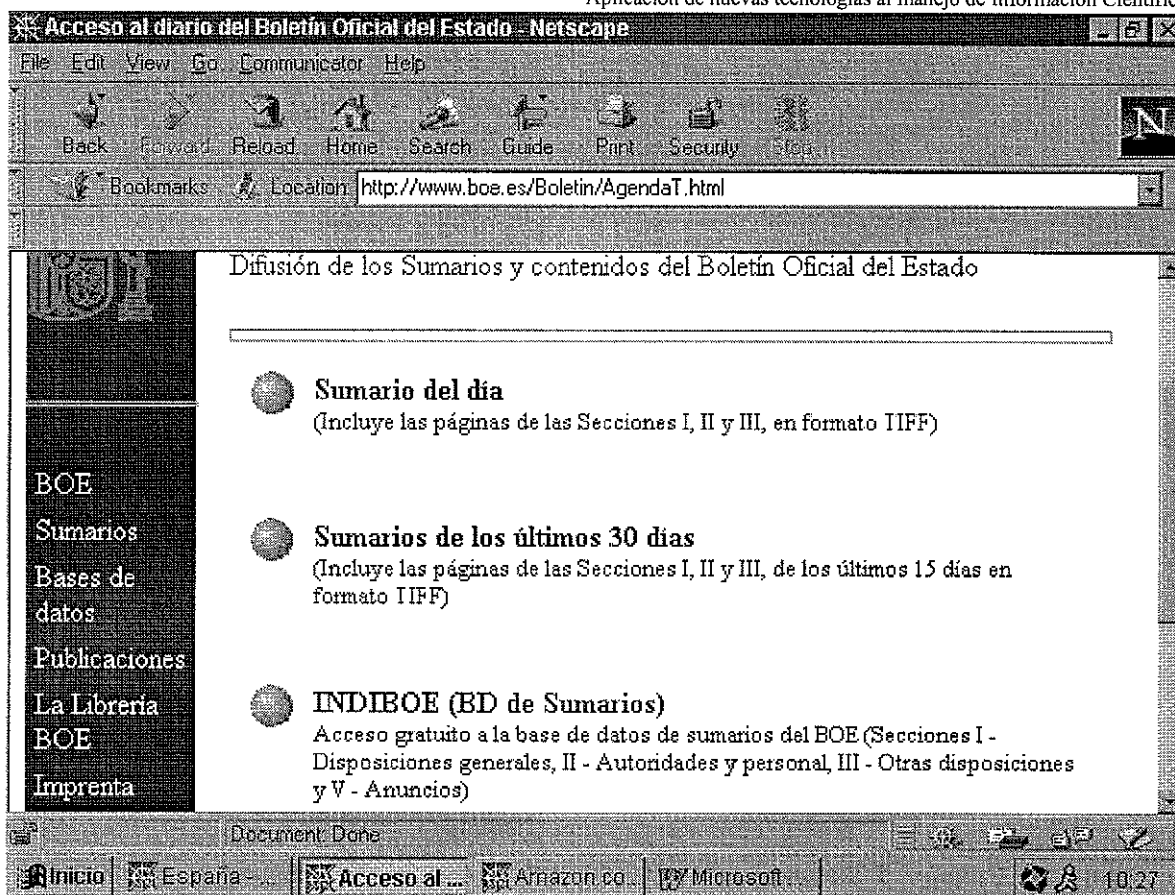 Aplicación de nuevas tecnologías al manejo de Información Científic
Acceso al diario del Boletín Oficial del Estado - Netscape
File Edit View Go Communicator Help
Back Forward Reload Home Search Guide Print Security Stop
Bookmarks Location: http://www.boe.es/Boletin/AgendaT.html
Difusión de los Sumarios y contenidos del Boletín Oficial del Estado
Sumario del día
(Incluye las páginas de las Secciones I, II y III, en formato TIFF)
Sumarios de los últimos 30 días
(Incluye las páginas de las Secciones I, II y III, de los últimos 15 días en
formato TIFF)
INDIBOE (BD de Sumarios)
Acceso gratuito a la base de datos de sumarios del BOE (Secciones I -
Disposiciones generales, II - Autoridades y personal, III - Otras disposiciones
y V - Anuncios)
BOE
Sumarios
Bases de
datos
Publicaciones
La Librería
BOE
Imprenta
Document: Done
Inicio España - ... Acceso al ... Amazon.co... Microsoft... 10:27